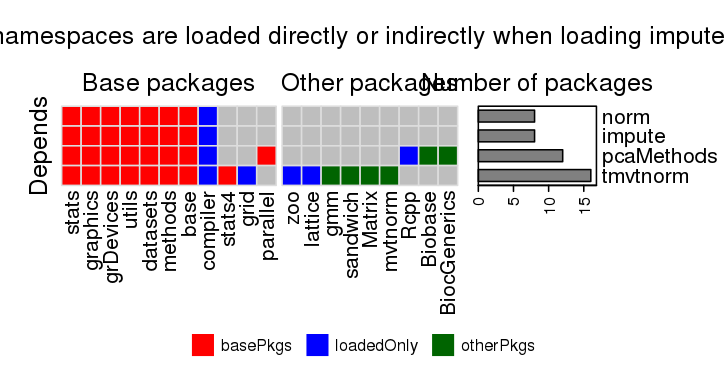 namespaces are loaded directly or indirectly when loading impute
Base packages
Other packages
Number of packages
Depends
norm
impute
pcaMethods
tmvtnorm
0
5
10
15
stats
graphics
grDevices
utils
datasets
methods
base
compiler
stats4
grid
parallel
zoo
lattice
gmm
sandwich
Matrix
mvtnorm
Rcpp
Biobase
BiocGenerics
basePkgs
loadedOnly
otherPkgs